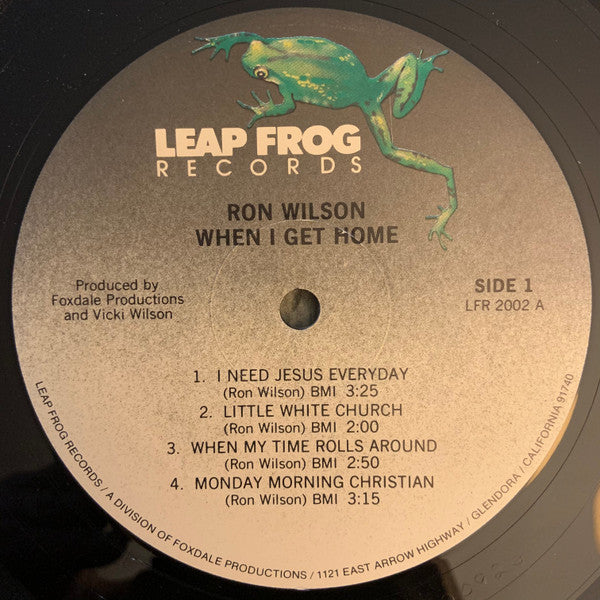 LEAP FROG
RECORDS
RON WILSON
WHEN I GET HOME
Produced by
Foxdale Productions
and Vicki Wilson
SIDE 1
LFR 2002 A
1. I NEED JESUS EVERYDAY
(Ron Wilson) BMI 3:25
2. LITTLE WHITE CHURCH
(Ron Wilson) BMI 2:00
3. WHEN MY TIME ROLLS AROUND
(Ron Wilson) BMI 2:50
4. MONDAY MORNING CHRISTIAN
(Ron Wilson) BMI 3:15
LEAP FROG RECORDS / A DIVISION OF FOXDALE PRODUCTIONS / 1121 EAST ARROW HIGHWAY / GLENDORA / CALIFORNIA 91740